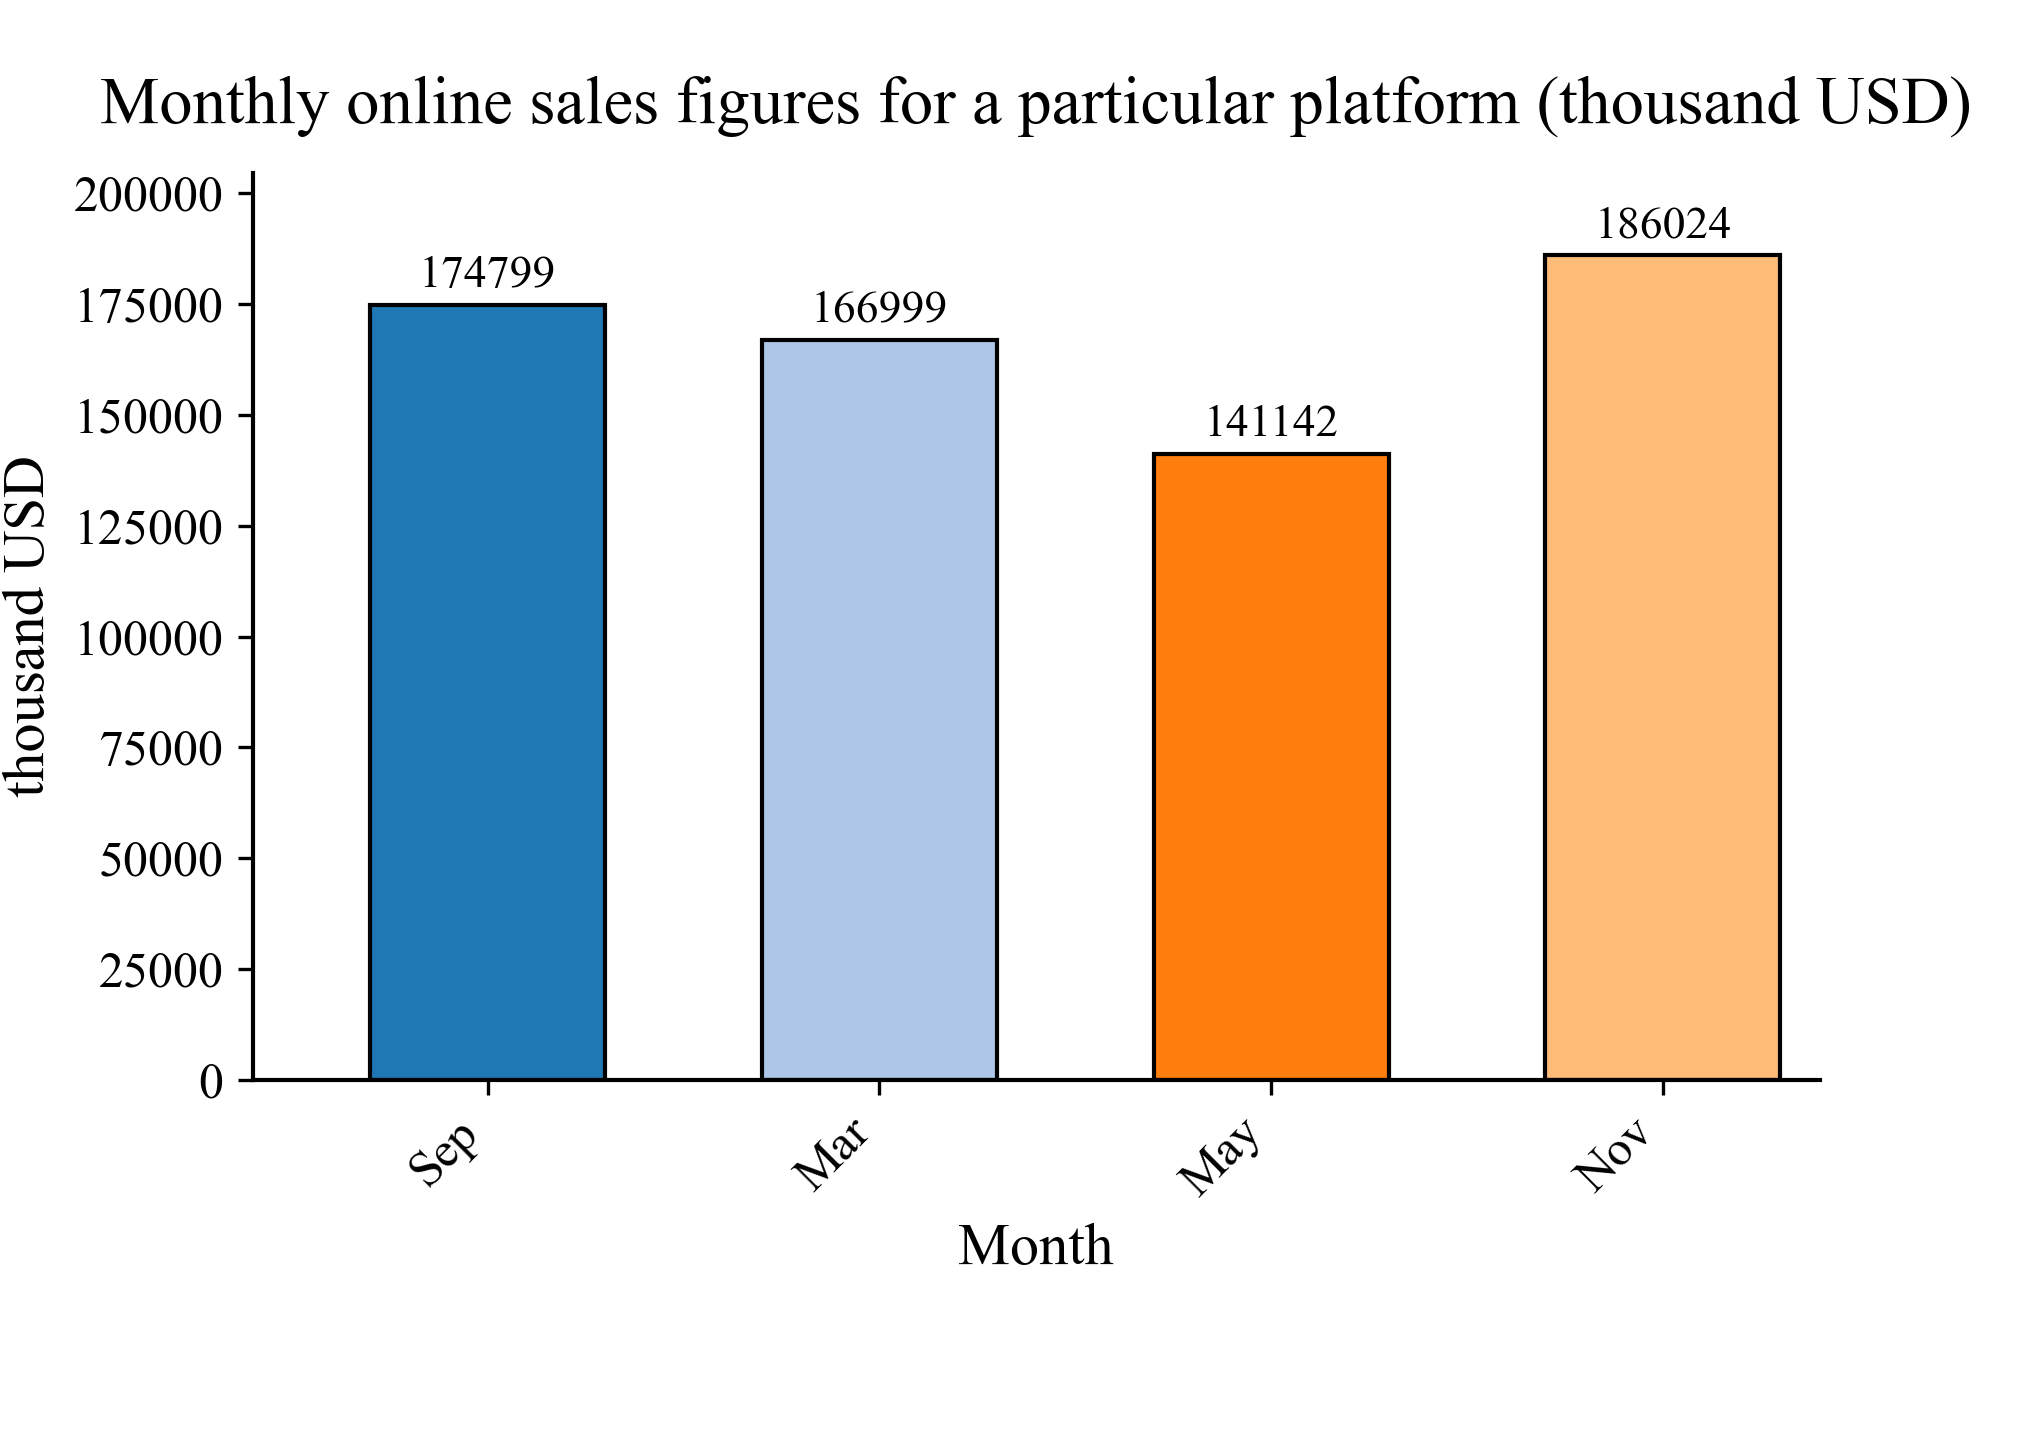 Monthly online sales figures for a particular platform (thousand USD)
thousand USD
200000
175000
150000
125000
100000
75000
50000
25000
0
174799
166999
141142
186024
Sep
Mar
May
Nov
Month